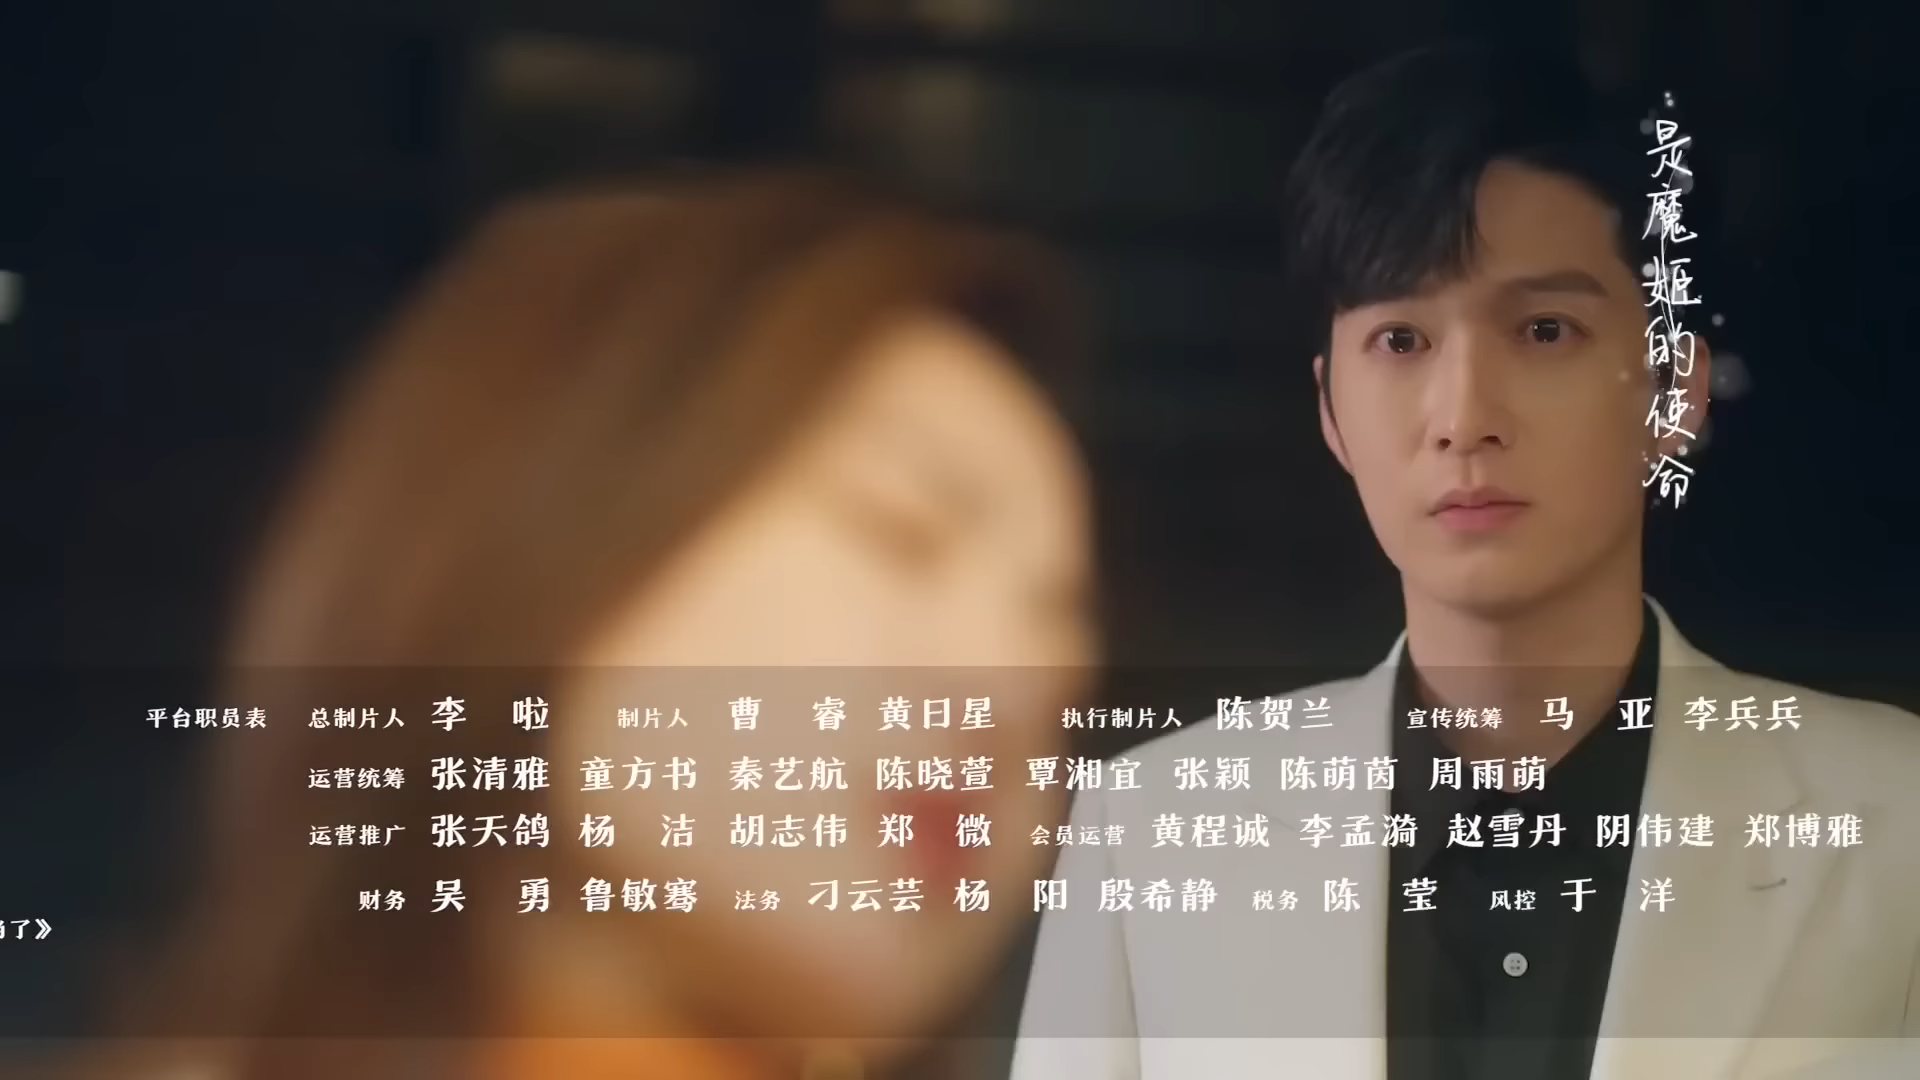 是魔姬的使命
平台职员表 总制片人 李 啦 制片人 曹 睿 黄日星 执行制片人 陈贺兰 宣传统筹 马 亚 李兵兵
运营统筹 张清雅 童方书 秦艺航 陈晓萱 覃湘宜 张颖 陈萌茵 周雨萌
运营推广 张天鸽 杨 洁 胡志伟 郑 微 会员运营 黄程诚 李孟漪 赵雪丹 阴伟建 郑博雅
财务 吴 勇 鲁敏骞 法务 刁云芸 杨 阳 殷希静 税务 陈 莹 风控 于 洋
了》